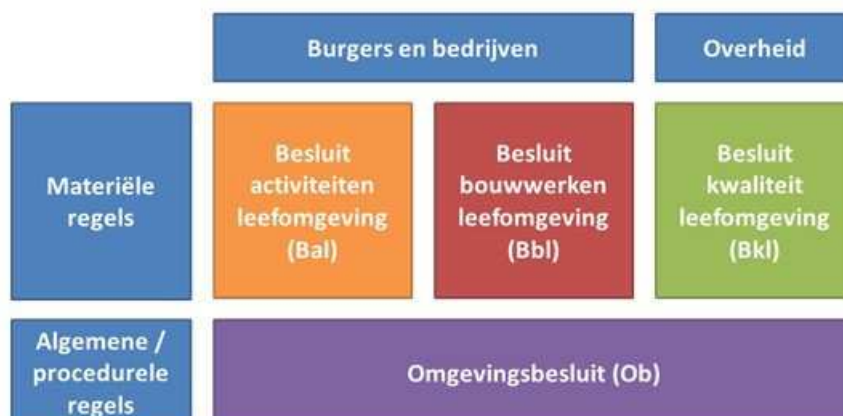 Burgers en bedrijven
Overheid
Materiële
regels
Besluit
activiteiten
leefomgeving
(Bal)
Besluit
bouwwerken
leefomgeving
(Bbl)
Besluit
kwaliteit
leefomgeving
(Bkl)
Algemene /
procedurele
regels
Omgevingsbesluit (Ob)